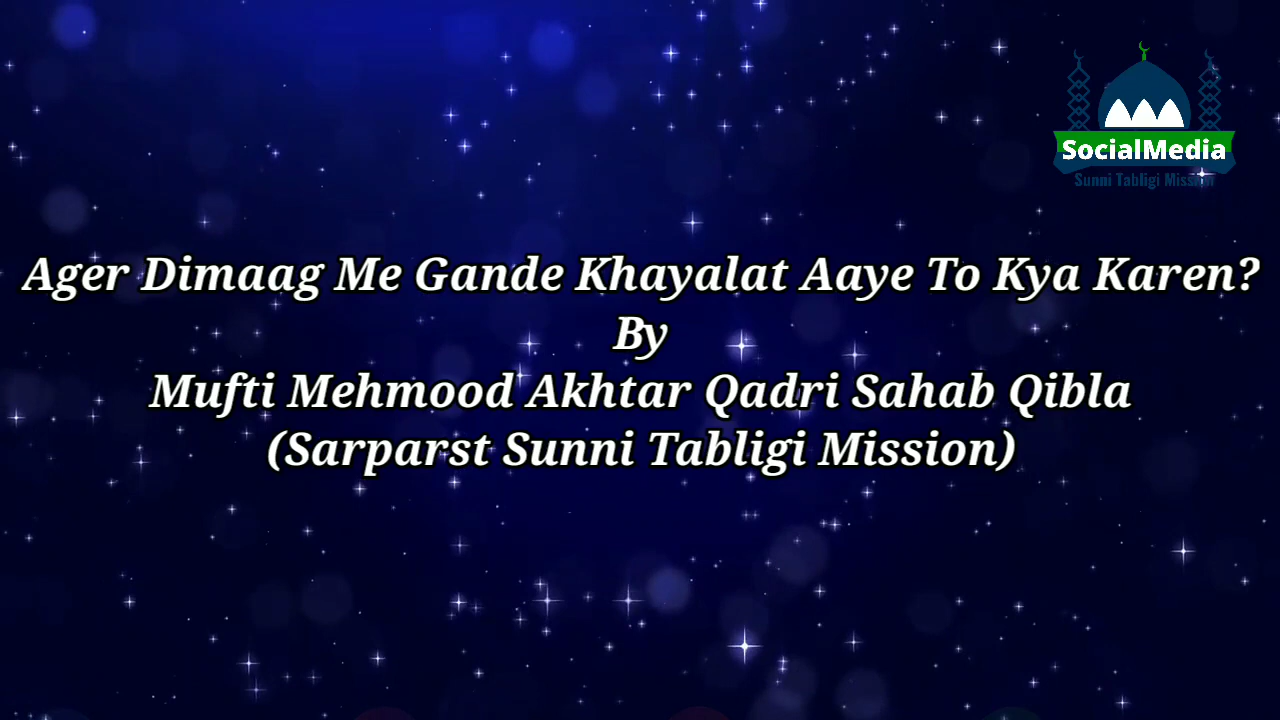 SocialMedia
Sunni Tabligi Mission
Ager Dimaag Me Gande Khayalat Aaye To Kya Karen?
By
Mufti Mehmood Akhtar Qadri Sahab Qibla
(Sarparst Sunni Tabligi Mission)